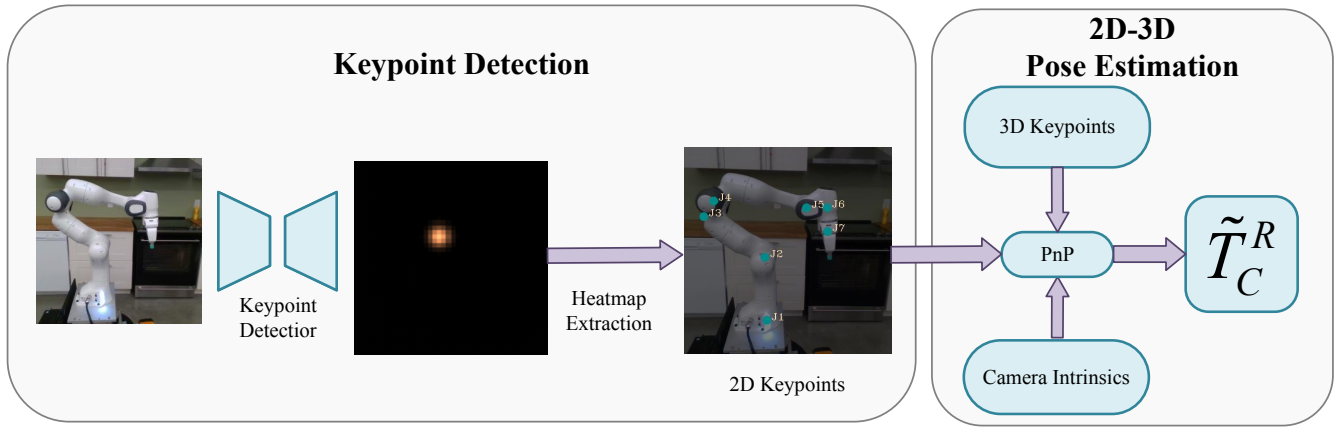 Keypoint Detection
Keypoint
Detectior
Heatmap
Extraction
J4
J3
J5
J6
J7
J2
J1
2D Keypoints
2D-3D
Pose Estimation
3D Keypoints
PnP
Camera Intrinsics
T̃_C^R